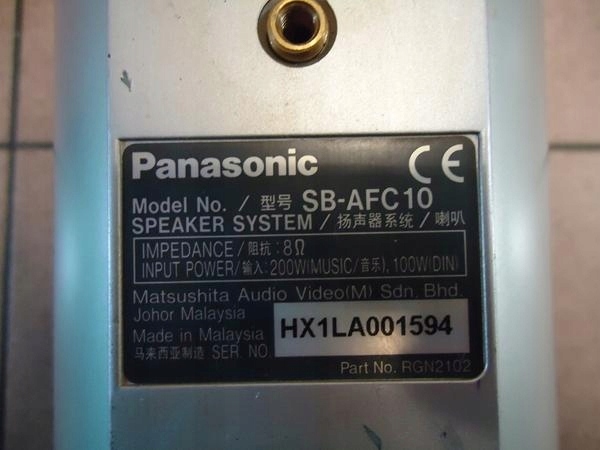 Panasonic CE
Model No. / 型号 SB-AFC10
SPEAKER SYSTEM / 扬声器系统 / 喇叭
IMPEDANCE/阻抗: 8Ω
INPUT POWER/输入: 200W(MUSIC/音乐), 100W(DIN)
Matsushita Audio Video(M) Sdn. Bhd.
Johor Malaysia
Made in Malaysia
马来西亚制造 SER. NO. HX1LA001594
Part No. RGN2102